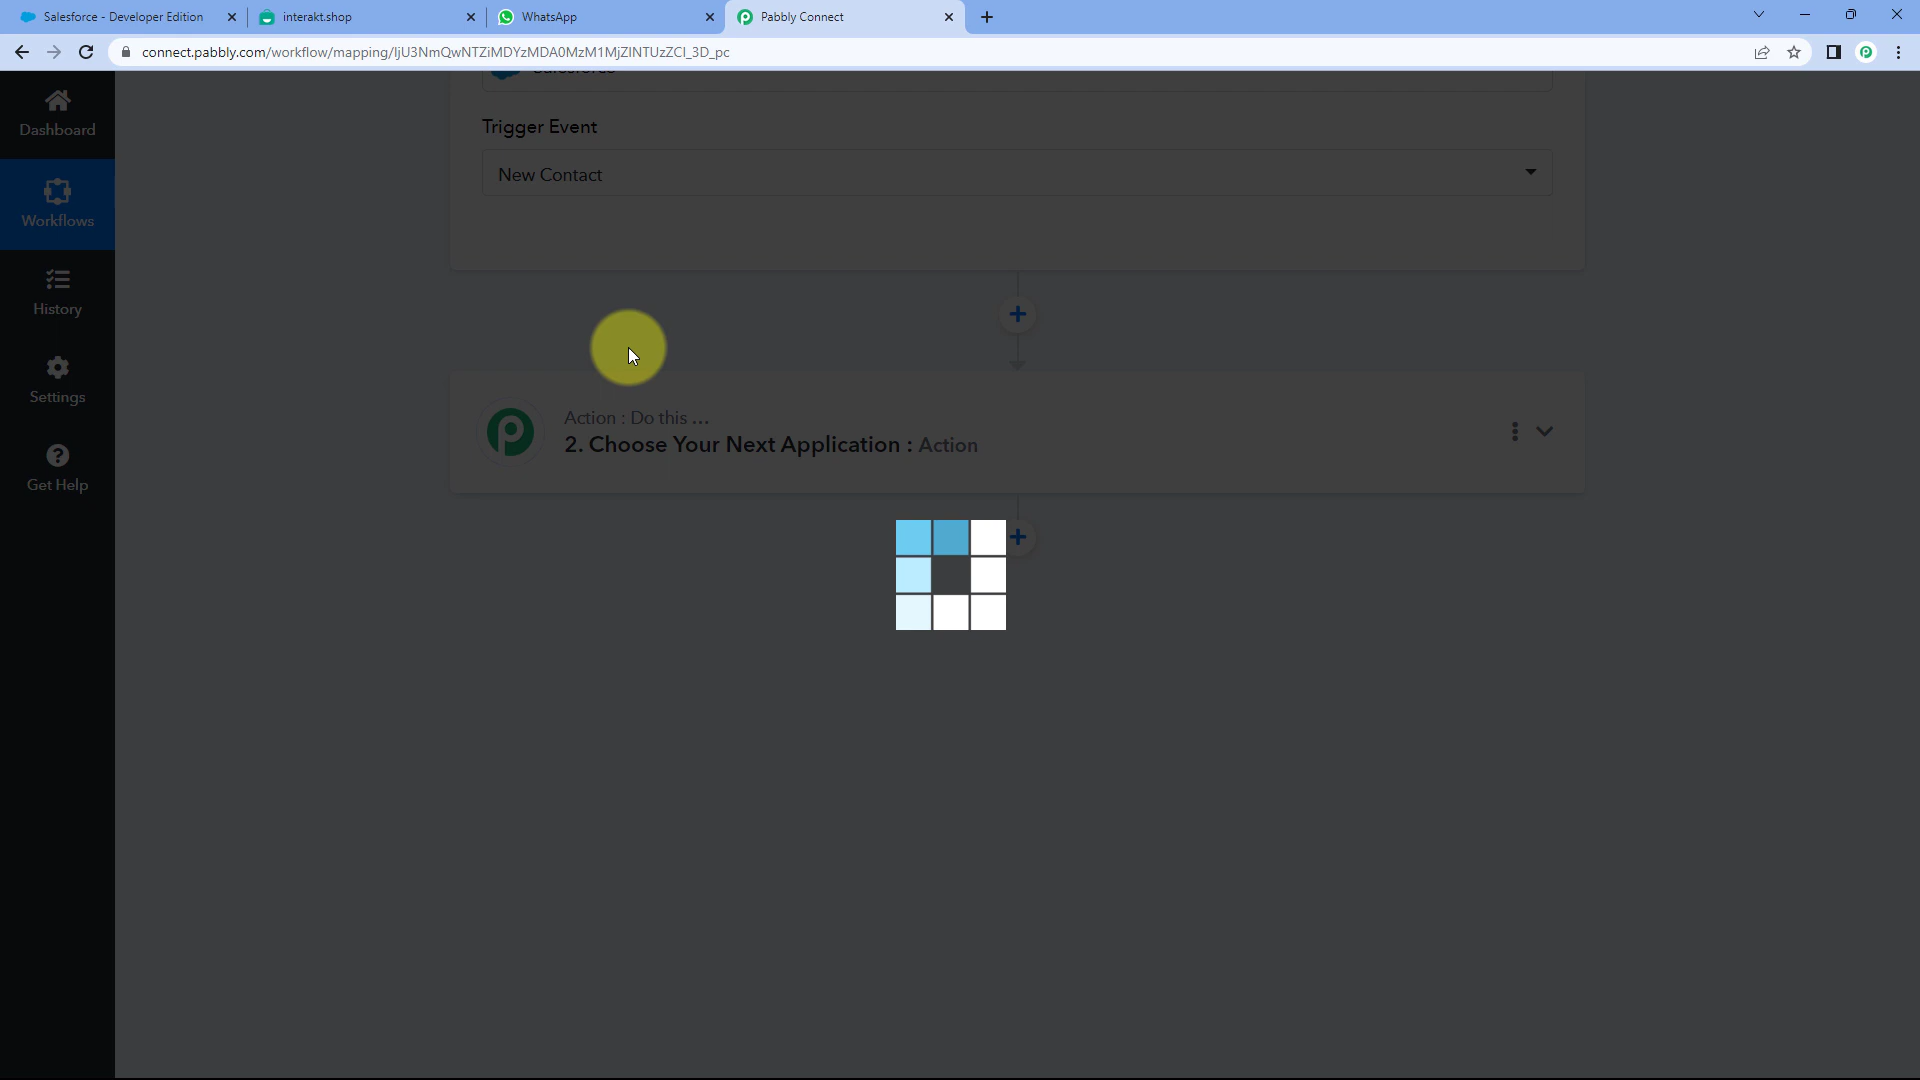 Salesforce - Developer Edition
interakt.shop
WhatsApp
Pabbly Connect
connect.pabbly.com/workflow/mapping/IjU3NmQwNTZiMDYzMDA0MzM1MjZlNTUzZCI_3D_pc
Salesforce
Dashboard
Trigger Event
New Contact
Workflows
History
Settings
Action : Do this ...
2. Choose Your Next Application : Action
Get Help